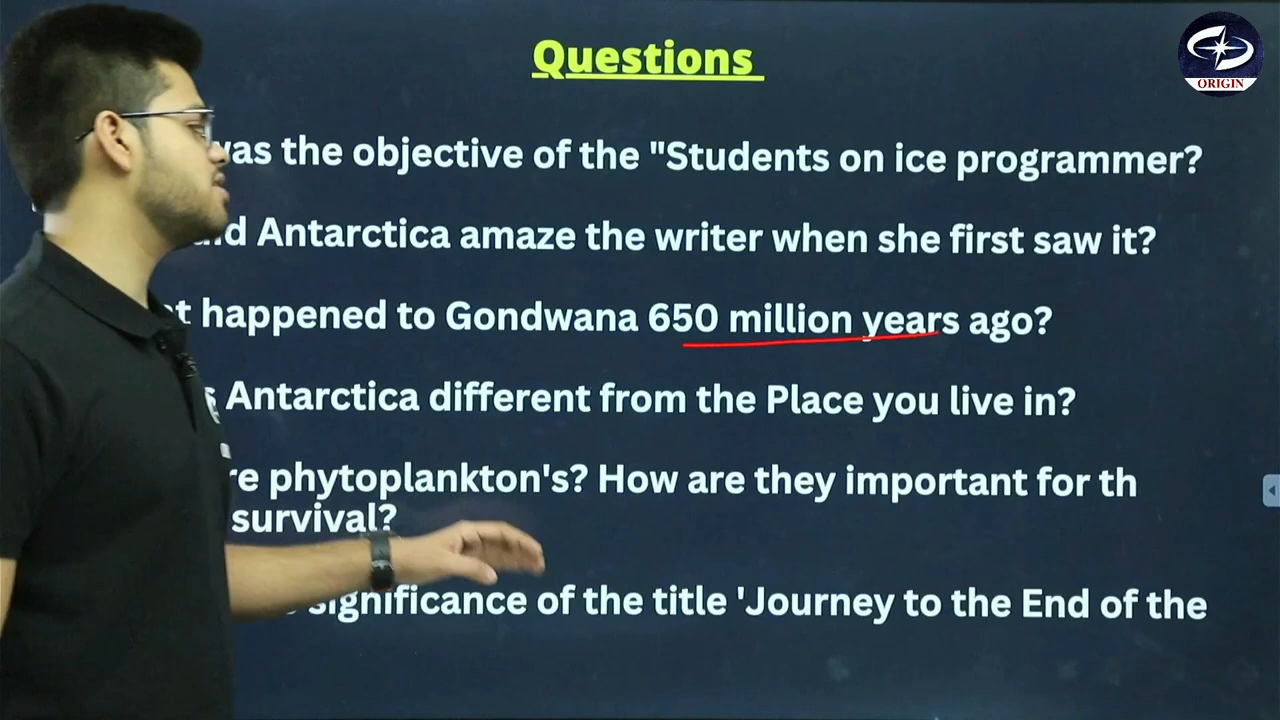 Questions
ORIGIN
was the objective of the "Students on ice programmer?
Antarctica amaze the writer when she first saw it?
happened to Gondwana 650 million years ago?
Antarctica different from the Place you live in?
phytoplankton's? How are they important for th
survival?
significance of the title 'Journey to the End of the